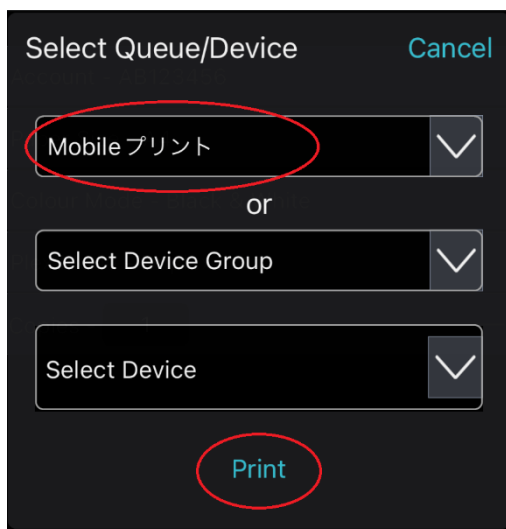 Select Queue/Device Cancel
Mobileプリント
or
Select Device Group
Select Device
Print